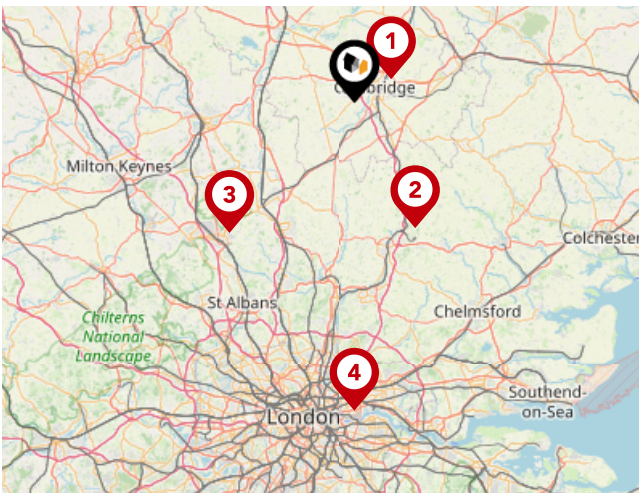 1
Cambridge
Milton Keynes
3
2
Colchester
St Albans
Chilterns
National
Landscape
Chelmsford
4
Southend-
on-Sea
London